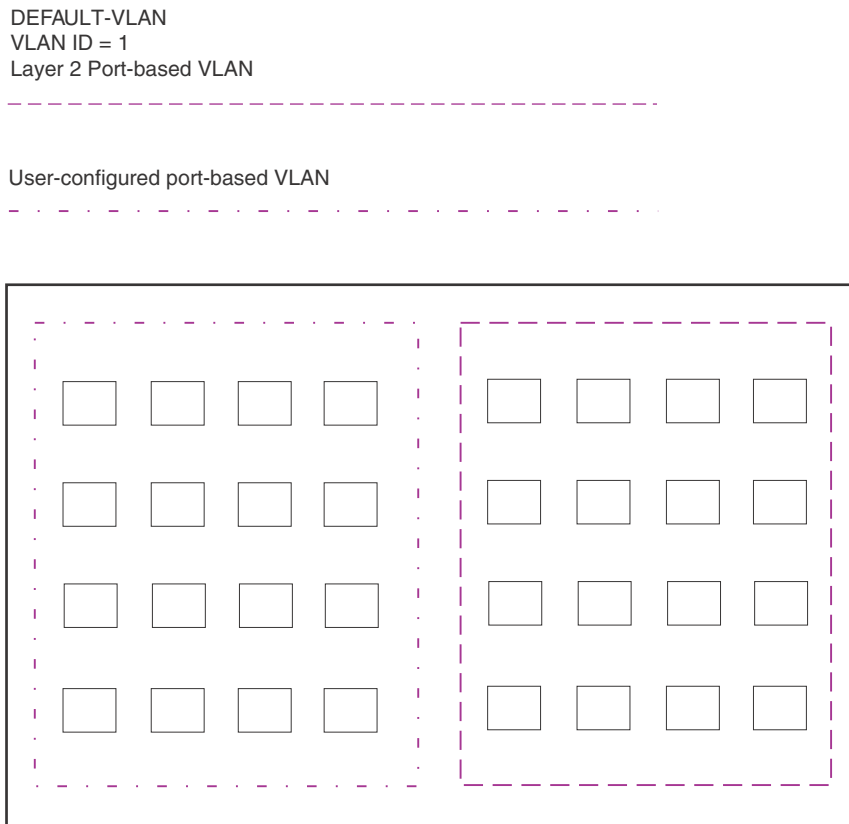 DEFAULT-VLAN
VLAN ID = 1
Layer 2 Port-based VLAN
User-configured port-based VLAN